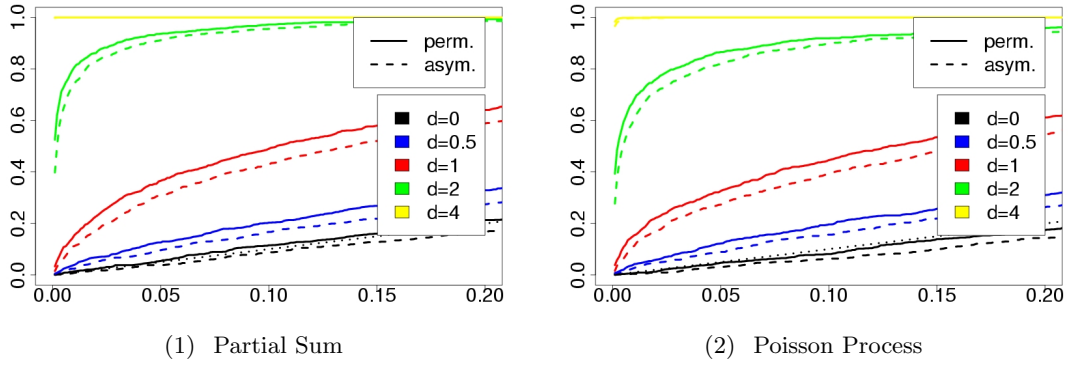 0.0 0.2 0.4 0.6 0.8 1.0
perm.
asym.
d=0
d=0.5
d=1
d=2
d=4
0.00 0.05 0.10 0.15 0.20
(1) Partial Sum
0.0 0.2 0.4 0.6 0.8 1.0
perm.
asym.
d=0
d=0.5
d=1
d=2
d=4
0.00 0.05 0.10 0.15 0.20
(2) Poisson Process